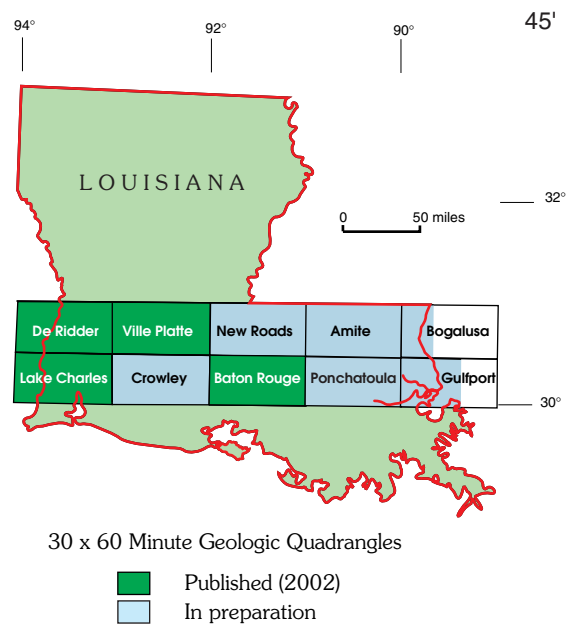 45'
94°
92°
90°
LOUISIANA
32°
0 50 miles
De Ridder Ville Platte New Roads Amite Bogalusa
Lake Charles Crowley Baton Rouge Ponchatoula Gulfport
30°
30 x 60 Minute Geologic Quadrangles
Published (2002)
In preparation